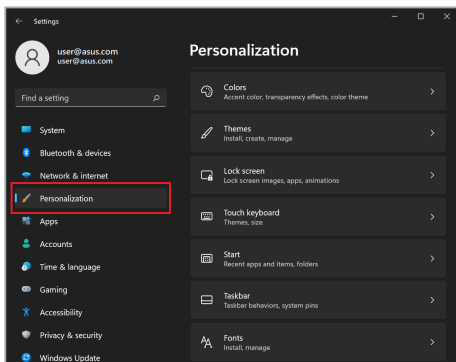 Settings
user@asus.com
user@asus.com
Find a setting
System
Bluetooth & devices
Network & internet
Personalization
Apps
Accounts
Time & language
Gaming
Accessibility
Privacy & security
Windows Update
Personalization
Colors
Accent color, transparency effects, color theme
Themes
Install, create, manage
Lock screen
Lock screen images, apps, animations
Touch keyboard
Themes, size
Start
Recent apps and items, folders
Taskbar
Taskbar behaviors, system pins
Fonts
Install, manage